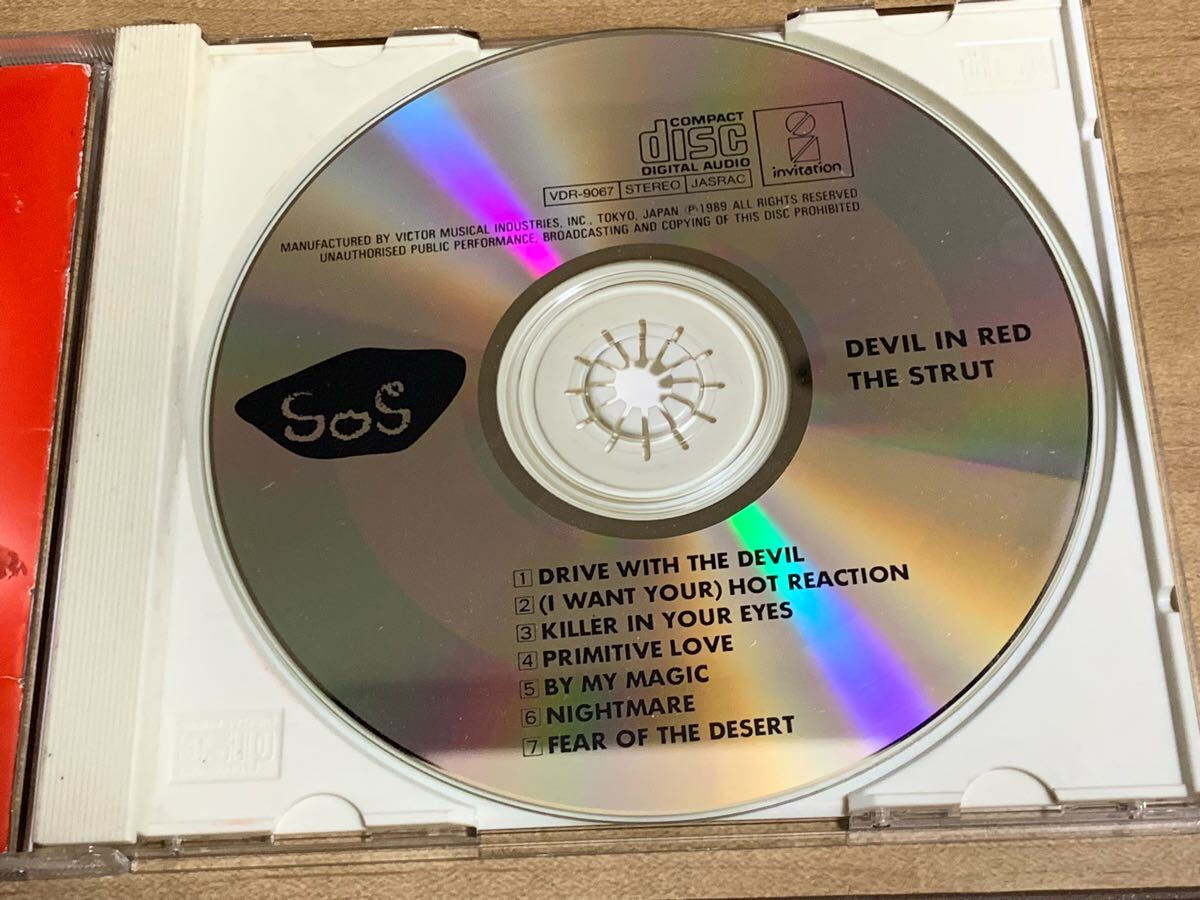 COMPACT
disc
DIGITAL AUDIO
invitation
VDR-9067 STEREO JASRAC
MANUFACTURED BY VICTOR MUSICAL INDUSTRIES, INC., TOKYO, JAPAN Ⓟ1989 ALL RIGHTS RESERVED
UNAUTHORISED PUBLIC PERFORMANCE, BROADCASTING AND COPYING OF THIS DISC PROHIBITED
DEVIL IN RED
THE STRUT
SOS
1 DRIVE WITH THE DEVIL
2 (I WANT YOUR) HOT REACTION
3 KILLER IN YOUR EYES
4 PRIMITIVE LOVE
5 BY MY MAGIC
6 NIGHTMARE
7 FEAR OF THE DESERT